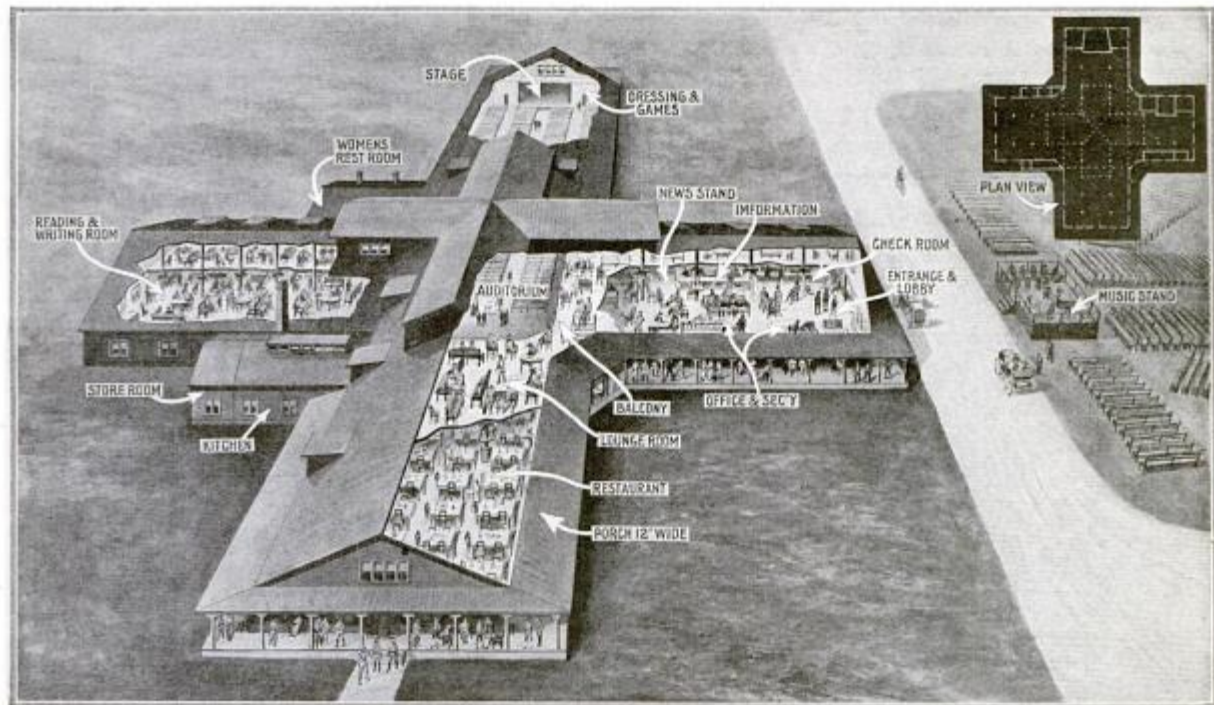 STAGE
DRESSING &
GAMES
WOMENS
REST ROOM
PLAN VIEW
NEWS STAND
INFORMATION
READING &
WRITING ROOM
CHECK ROOM
ENTRANCE &
LOBBY
AUDITORIUM
MUSIC STAND
STORE ROOM
BALCONY
OFFICE & SEC'Y
KITCHEN
LOUNGE ROOM
RESTAURANT
PORCH 12" WIDE